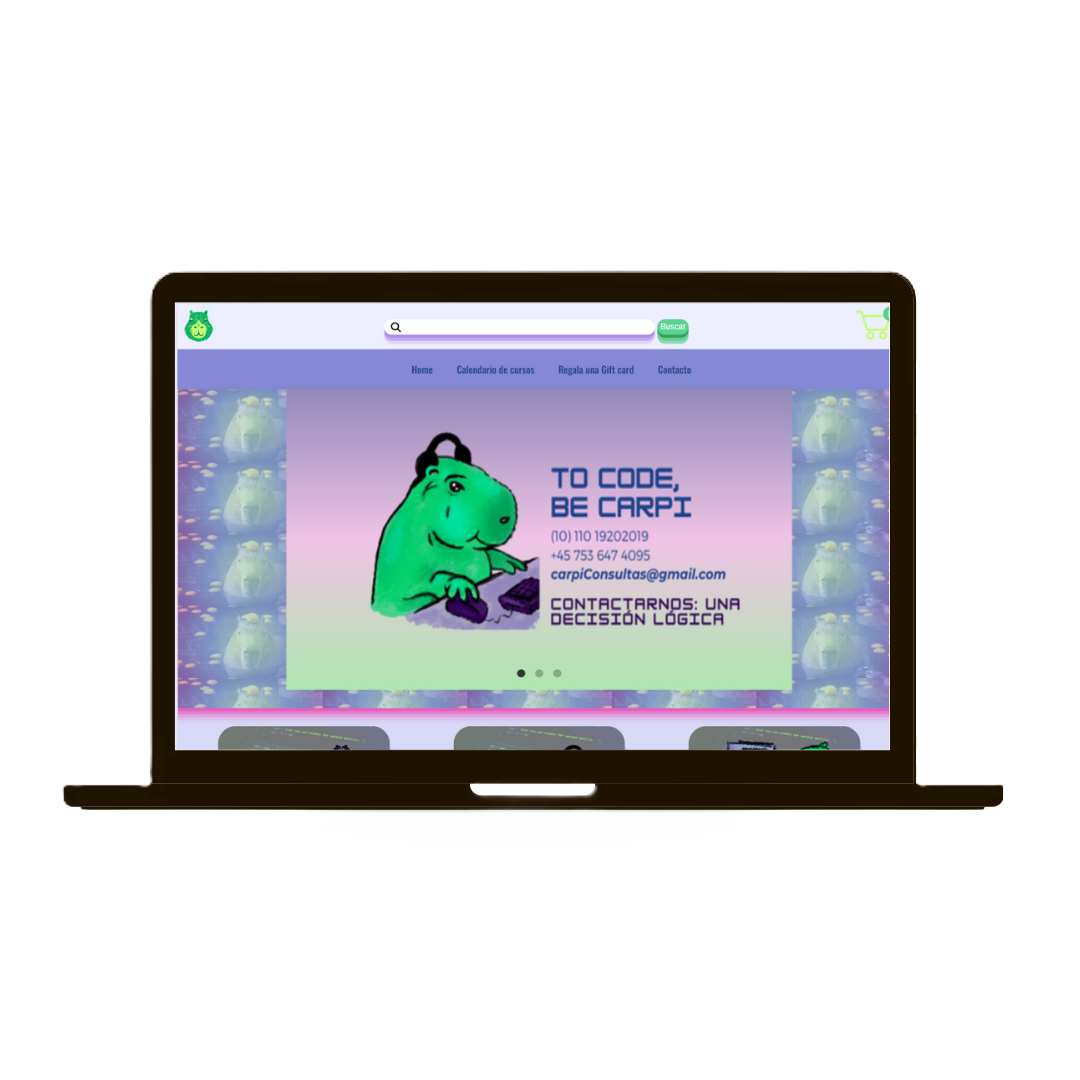 Buscar
Home Calendario de cursos Regala una Gift card Contacto
TO CODE,
BE CARPI
(10) 110 19202019
+45 753 647 4095
carpiConsultas@gmail.com
CONTACTARNOS: UNA
DECISIÓN LÓGICA